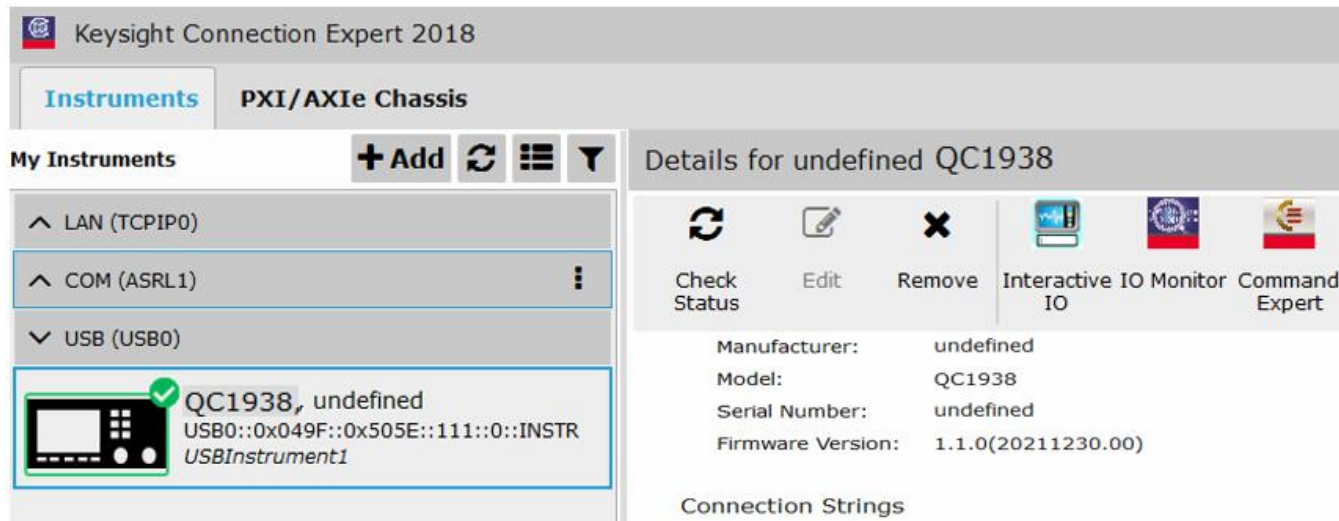 Keysight Connection Expert 2018
Instruments PXI/AXIe Chassis
My Instruments
Add
LAN (TCPIP0)
COM (ASRL1)
USB (USB0)
QC1938, undefined
USB0::0x049F::0x505E::111::0::INSTR
USBInstrument1
Details for undefined QC1938
Check Status
Edit
Remove
Interactive IO
IO Monitor
Command Expert
Manufacturer: undefined
Model: QC1938
Serial Number: undefined
Firmware Version: 1.1.0(20211230.00)
Connection Strings